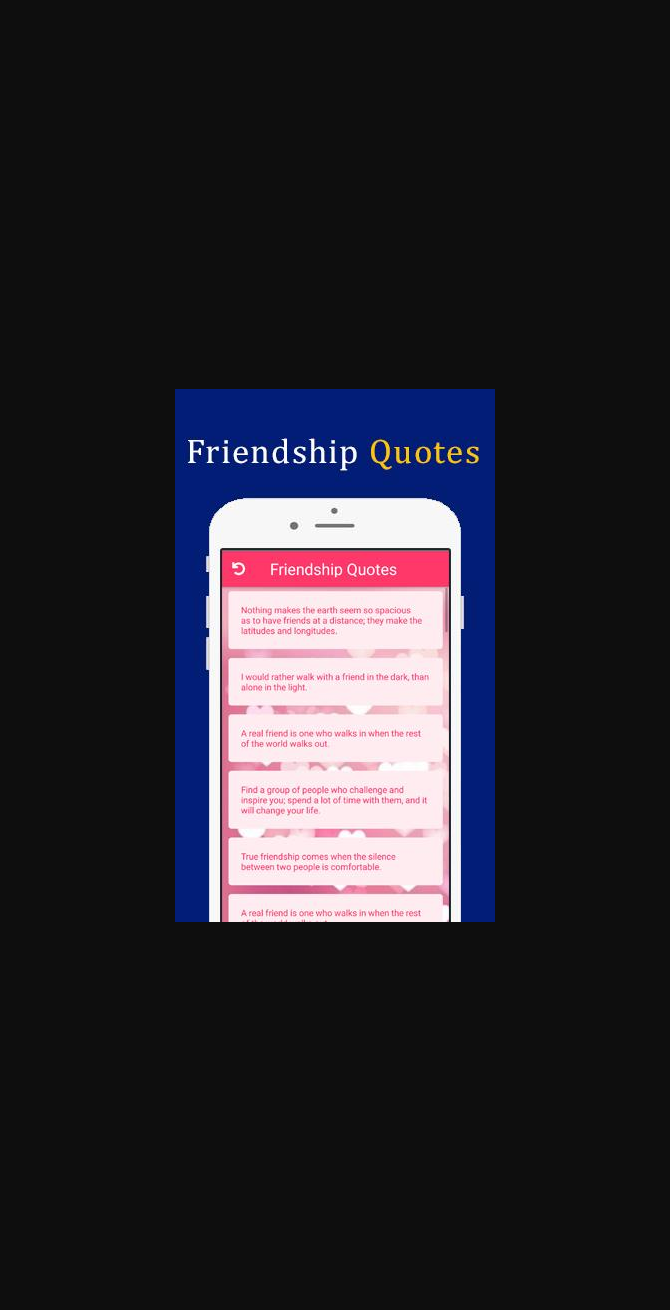 Friendship Quotes
Friendship Quotes
Nothing makes the earth seem so spacious
as to have friends at a distance; they make the
latitudes and longitudes.
I would rather walk with a friend in the dark, than
alone in the light.
A real friend is one who walks in when the rest
of the world walks out.
Find a group of people who challenge and
inspire you; spend a lot of time with them, and it
will change your life.
True friendship comes when the silence
between two people is comfortable.
A real friend is one who walks in when the rest